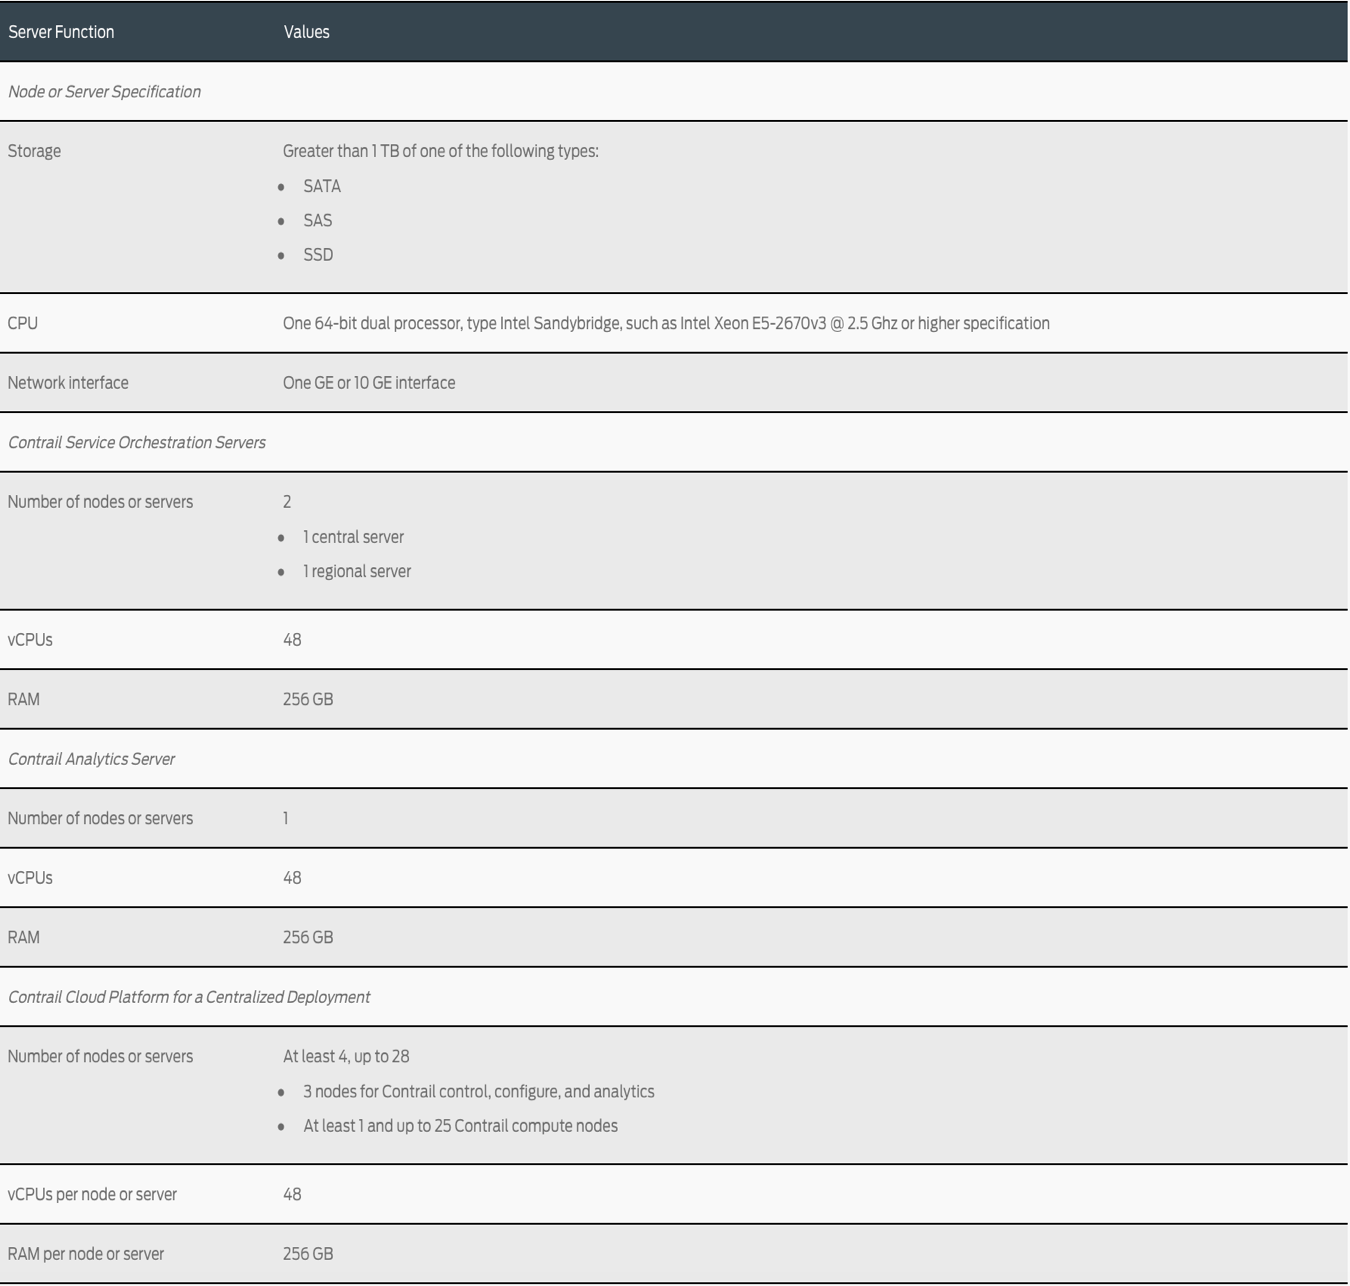 Server Function Values
Node or Server Specification
Storage Greater than 1 TB of one of the following types:
● SATA
● SAS
● SSD
CPU One 64-bit dual processor, type Intel Sandybridge, such as Intel Xeon E5-2670v3 @ 2.5 Ghz or higher specification
Network interface One GE or 10 GE interface
Contrail Service Orchestration Servers
Number of nodes or servers 2
● 1 central server
● 1 regional server
vCPUs 48
RAM 256 GB
Contrail Analytics Server
Number of nodes or servers 1
vCPUs 48
RAM 256 GB
Contrail Cloud Platform for a Centralized Deployment
Number of nodes or servers At least 4, up to 28
● 3 nodes for Contrail control, configure, and analytics
● At least 1 and up to 25 Contrail compute nodes
vCPUs per node or server 48
RAM per node or server 256 GB